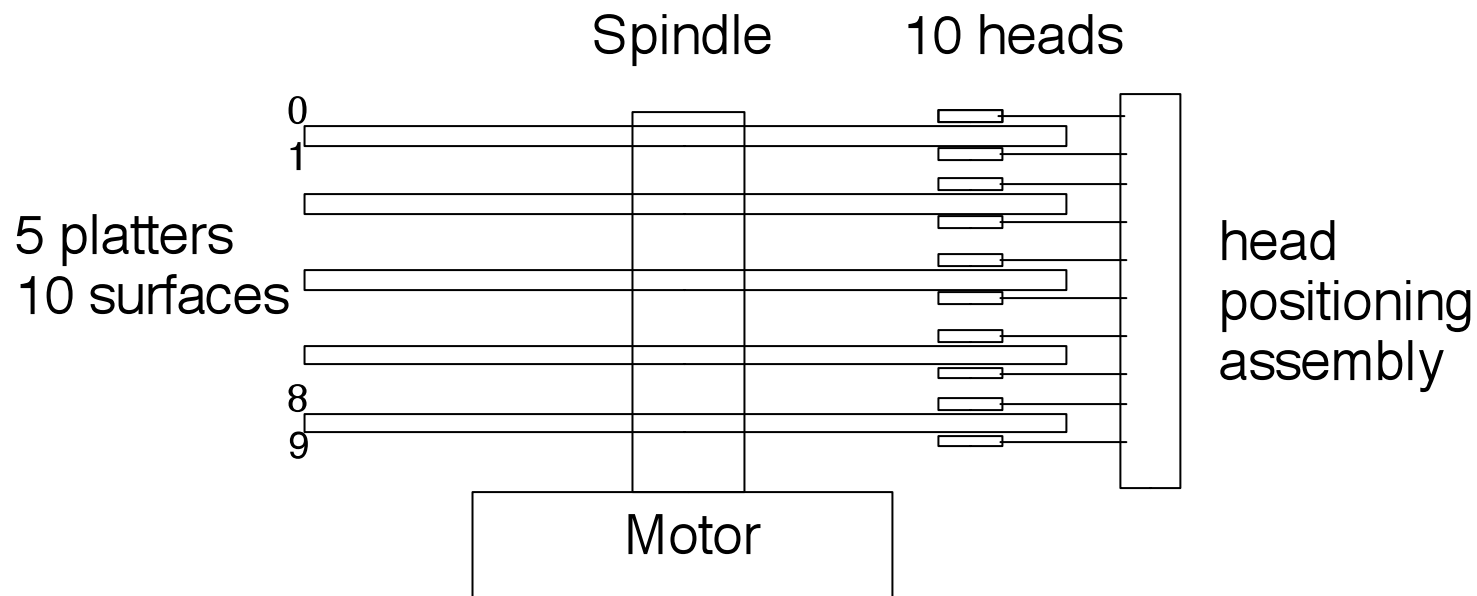 Spindle
10 heads
0
1
5 platters
10 surfaces
head
positioning
assembly
8
9
Motor